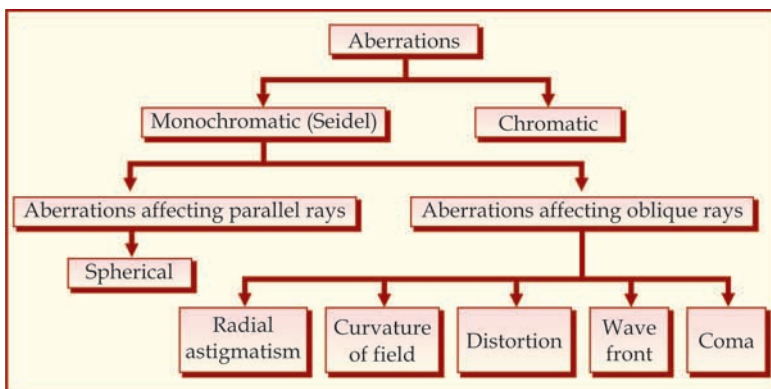 Aberrations
Monochromatic (Seidel)
Chromatic
Aberrations affecting parallel rays
Aberrations affecting oblique rays
Spherical
Radial
astigmatism
Curvature
of field
Distortion
Wave
front
Coma